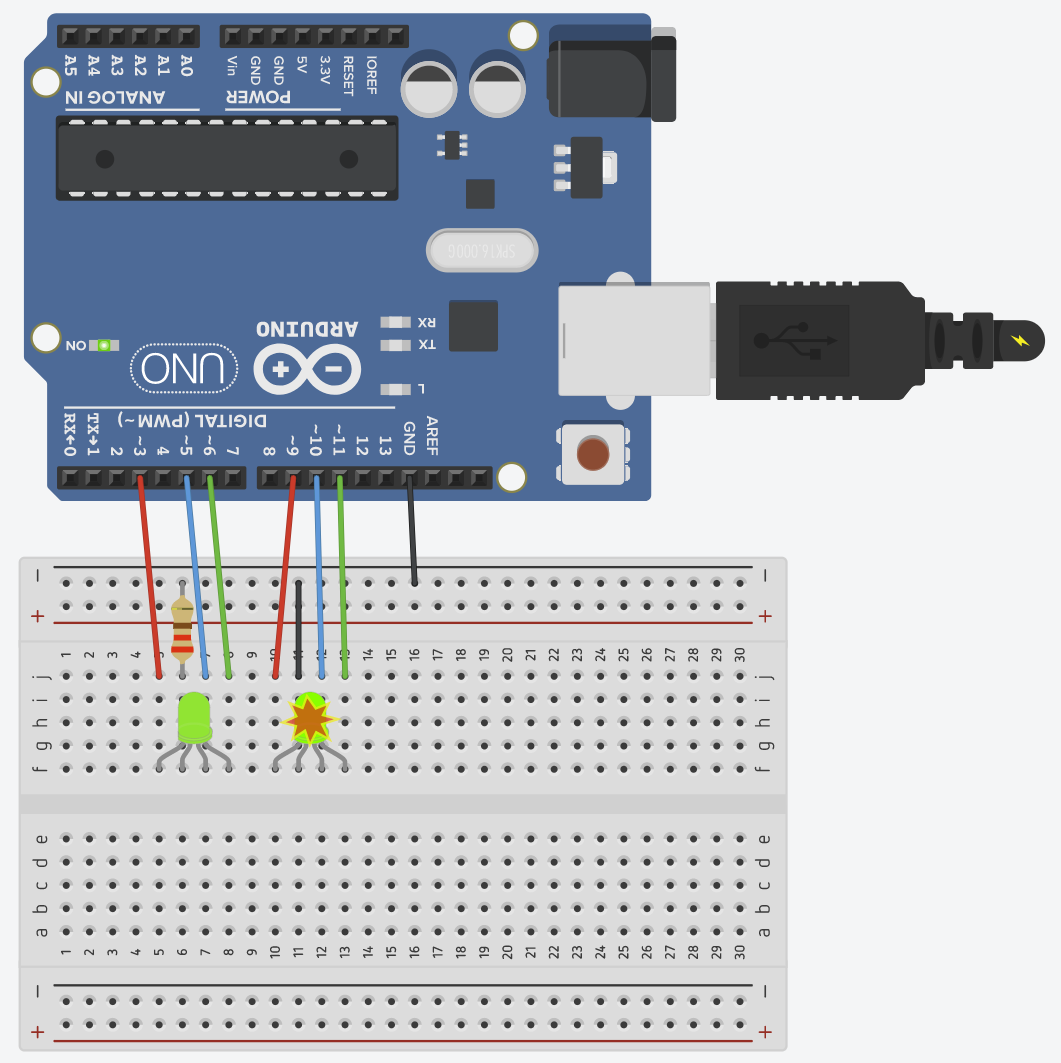 A5 A4 A3 A2 A1 A0 Vin GND GND 5V 3.3V RESET IOREF
ANALOG IN POWER
SPK16.000G
ARDUINO
RX
TX
ON
UNO
L
DIGITAL (PWM ~)
RX←0 TX→1 2 ~3 4 ~5 ~6 7 8 ~9 ~10 ~11 12 13 GND AREF
− −
+ +
1 2 3 4 5 6 7 8 9 10 11 12 13 14 15 16 17 18 19 20 21 22 23 24 25 26 27 28 29 30
j j
i i
h h
g g
f f
e e
d d
c c
b b
a a
1 2 3 4 5 6 7 8 9 10 11 12 13 14 15 16 17 18 19 20 21 22 23 24 25 26 27 28 29 30
− −
+ +